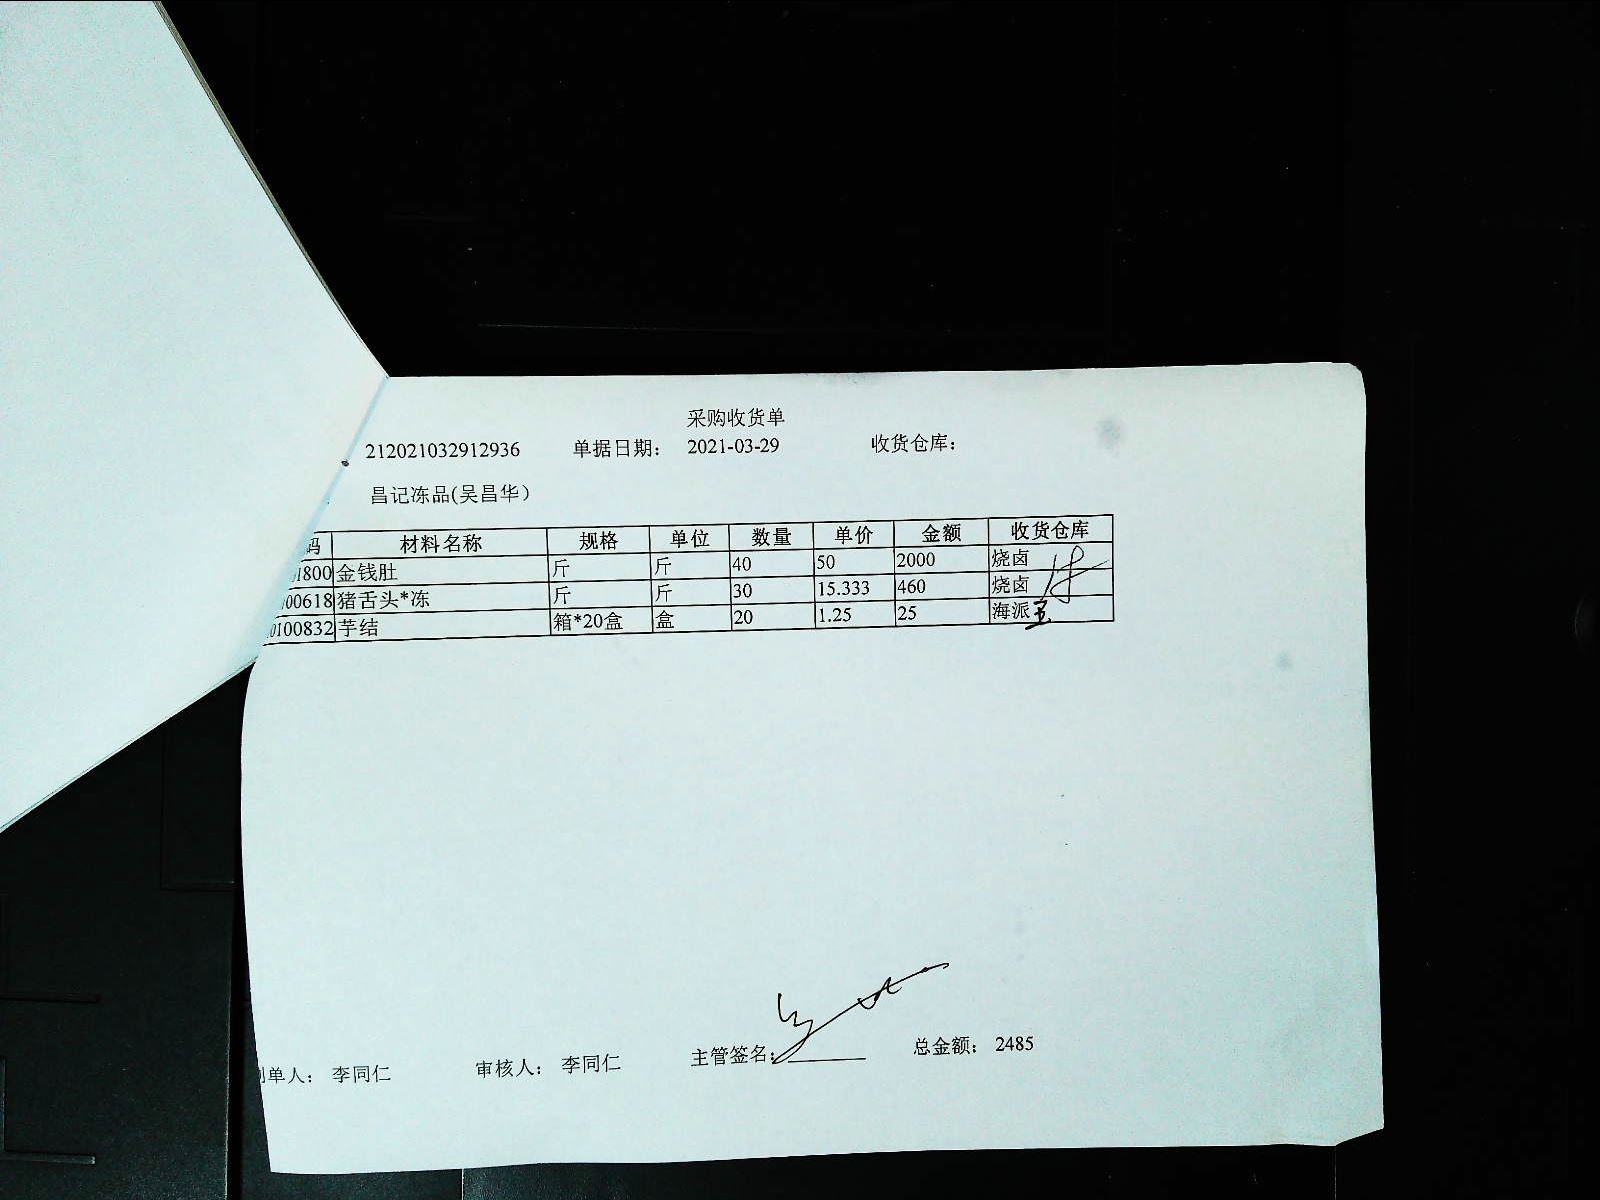 采购收货单
212021032912936 单据日期： 2021-03-29 收货仓库：
昌记冻品(吴昌华）
码 材料名称 规格 单位 数量 单价 金额 收货仓库
1800 金钱肚 斤 斤 40 50 2000 烧卤
00618 猪舌头*冻 斤 斤 30 15.333 460 烧卤
0100832 芋结 箱*20盒 盒 20 1.25 25 海派
制单人： 李同仁 审核人： 李同仁 主管签名: 总金额： 2485